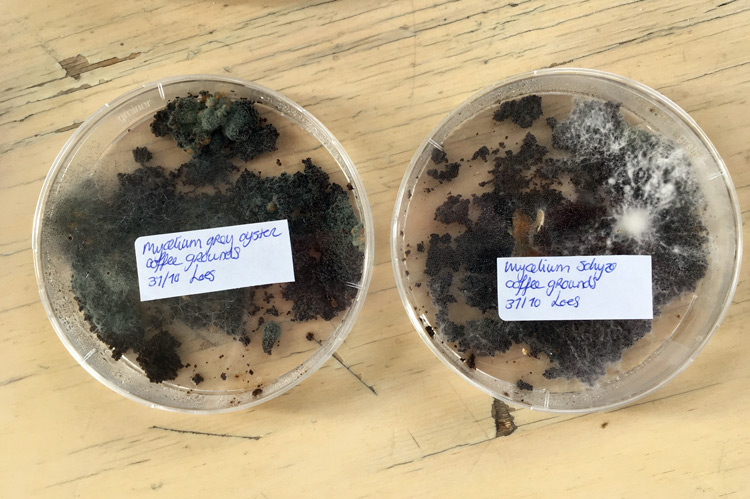 mycelium grey oyster
coffee grounds
31/10 Loes
mycelium Schyzo
coffee grounds
31/10 Loes